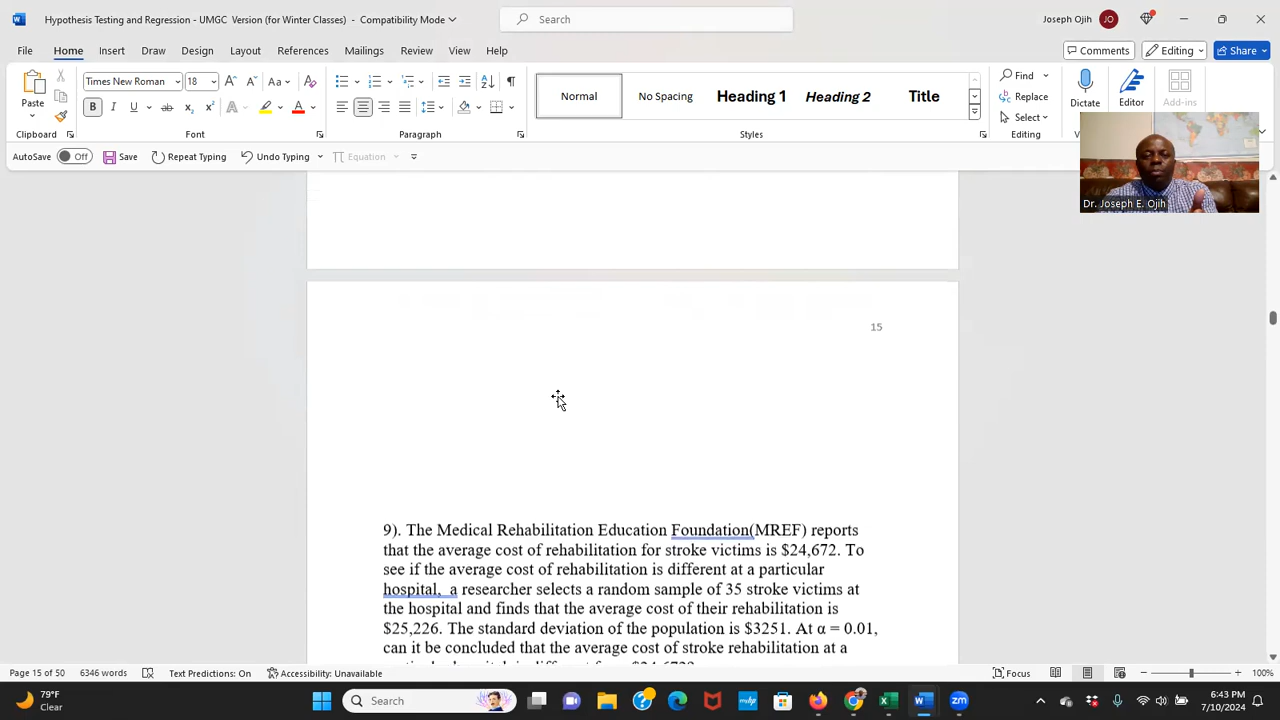 Hypothesis Testing and Regression - UMGC  Version (for Winter Classes)  -  Compatibility Mode
Search
Joseph Ojih
JO
File Home Insert Draw Design Layout References Mailings Review View Help
Comments
Editing
Share
Paste
Times New Roman
18
Normal
No Spacing
Heading 1
Heading 2
Title
Find
Replace
Select
Dictate
Editor
Add-ins
Clipboard
Font
Paragraph
Styles
Editing
AutoSave Off Save Repeat Typing Undo Typing Equation
Dr. Joseph E. Ojih
15
9). The Medical Rehabilitation Education Foundation(MREF) reports
that the average cost of rehabilitation for stroke victims is $24,672. To
see if the average cost of rehabilitation is different at a particular
hospital,  a researcher selects a random sample of 35 stroke victims at
the hospital and finds that the average cost of their rehabilitation is
$25,226. The standard deviation of the population is $3251. At α = 0.01,
can it be concluded that the average cost of stroke rehabilitation at a
Page 15 of 50 6346 words Text Predictions: On Accessibility: Unavailable
Focus
100%
79°F
Clear
Search
6:43 PM
7/10/2024